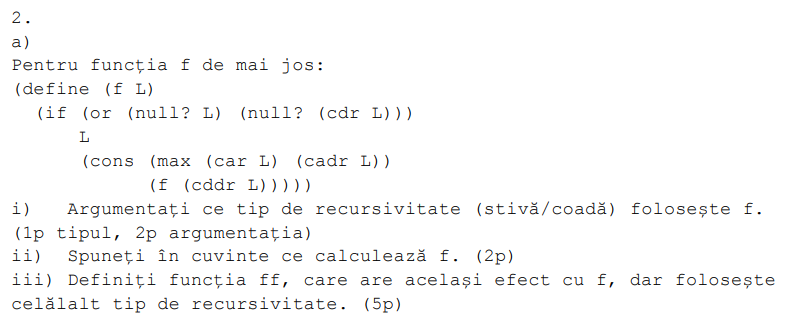 2.
a)
Pentru funcția f de mai jos:
(define (f L)
  (if (or (null? L) (null? (cdr L)))
      L
      (cons (max (car L) (cadr L))
            (f (cddr L)))))
i)   Argumentați ce tip de recursivitate (stivă/coadă) folosește f.
(1p tipul, 2p argumentația)
ii)  Spuneți în cuvinte ce calculează f. (2p)
iii) Definiți funcția ff, care are același efect cu f, dar folosește
celălalt tip de recursivitate. (5p)